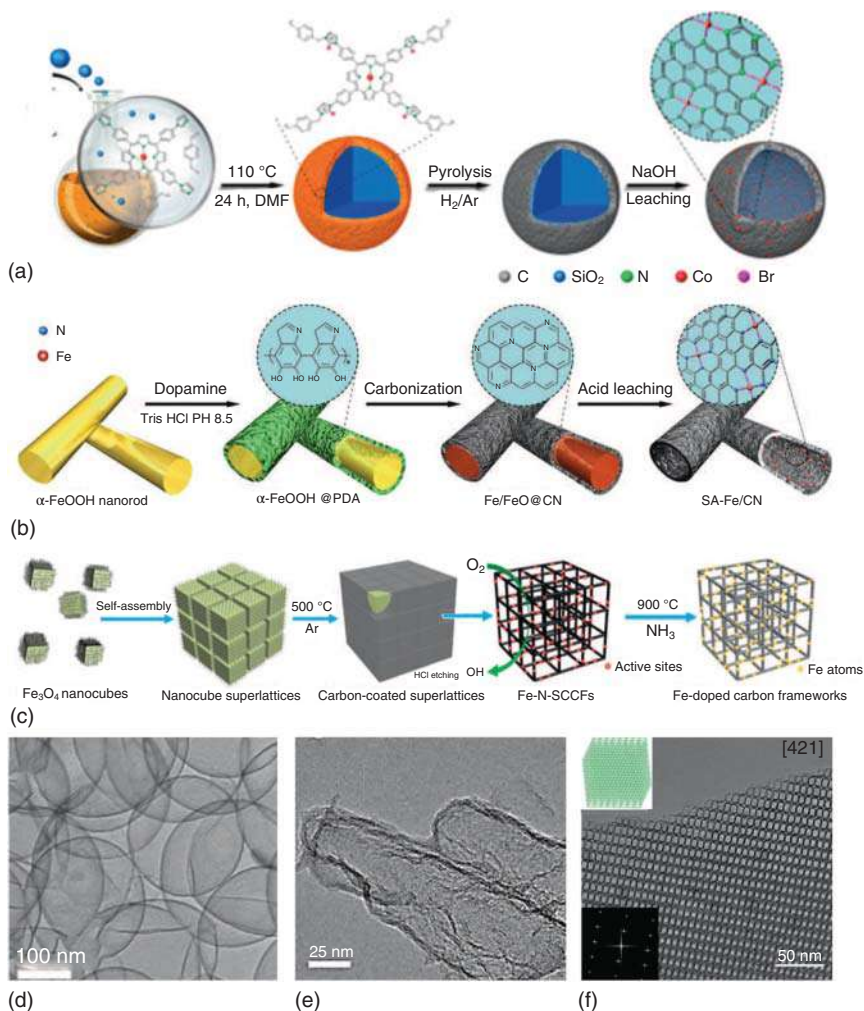 110 °C
24 h, DMF
Pyrolysis
H2/Ar
NaOH
Leaching
(a)
C SiO2 N Co Br
N
Fe
Dopamine
Tris HCl PH 8.5
N
N
HO HO HO OH
Carbonization
N
N
N
N
N
N
Acid leaching
α-FeOOH nanorod
α-FeOOH @PDA
Fe/FeO@CN
SA-Fe/CN
(b)
Self-assembly
500 °C
Ar
O2
HCl etching
OH
900 °C
NH3
Active sites
Fe atoms
Fe3O4 nanocubes
Nanocube superlattices
Carbon-coated superlattices
Fe-N-SCCFs
Fe-doped carbon frameworks
(c)
100 nm
25 nm
[421]
50 nm
(d)
(e)
(f)